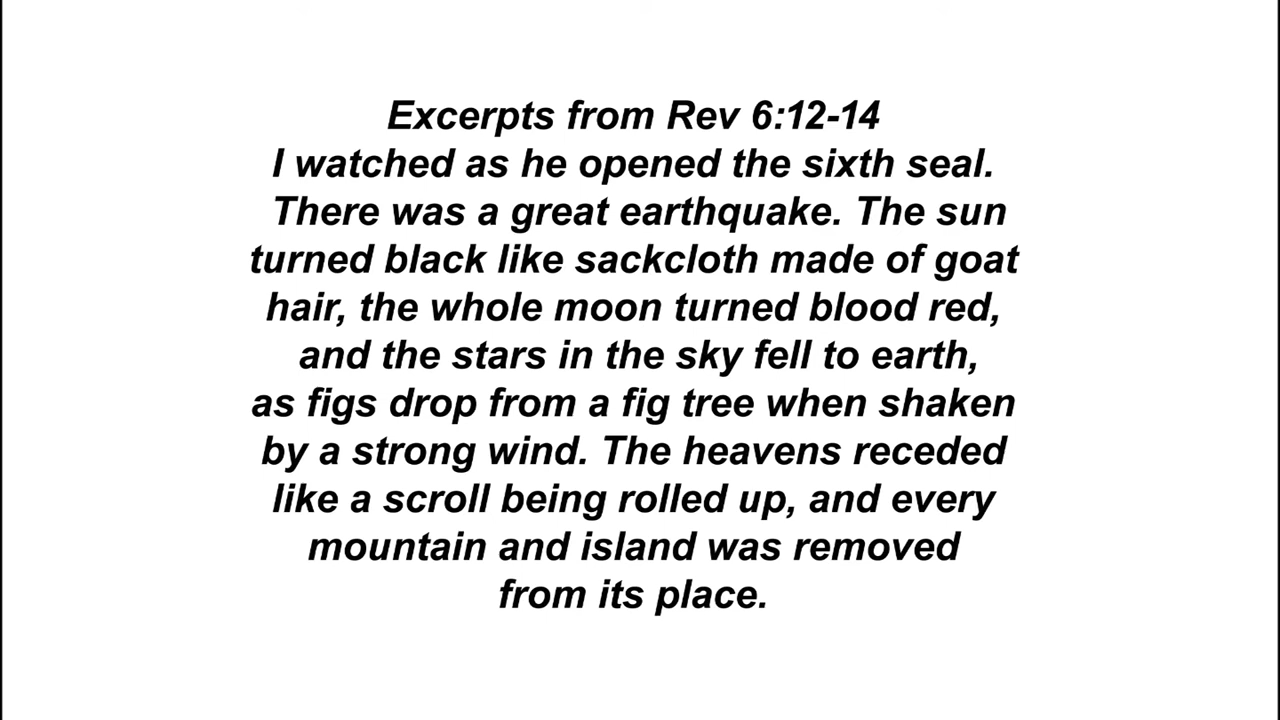 Excerpts from Rev 6:12-14
I watched as he opened the sixth seal.
There was a great earthquake. The sun
turned black like sackcloth made of goat
hair, the whole moon turned blood red,
and the stars in the sky fell to earth,
as figs drop from a fig tree when shaken
by a strong wind. The heavens receded
like a scroll being rolled up, and every
mountain and island was removed
from its place.